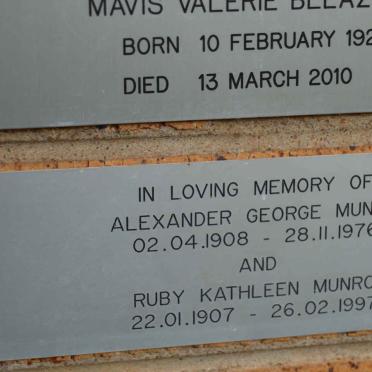 MAVIS VALERIE
BORN 10 FEBRUARY 192
DIED 13 MARCH 2010
IN LOVING MEMORY OF
ALEXANDER GEORGE MUN
02.04.1908 - 28.11.1976
AND
RUBY KATHLEEN MUNRO
22.01.1907 - 26.02.1997